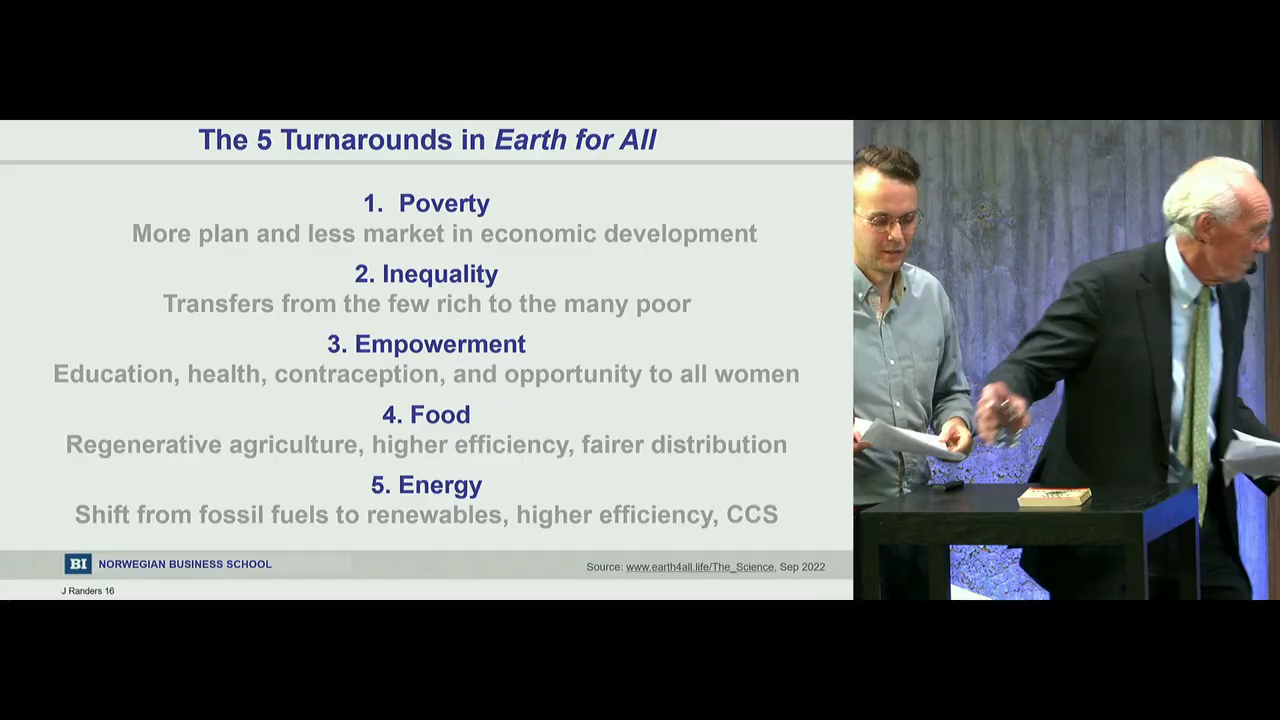 The 5 Turnarounds in Earth for All
1. Poverty
More plan and less market in economic development
2. Inequality
Transfers from the few rich to the many poor
3. Empowerment
Education, health, contraception, and opportunity to all women
4. Food
Regenerative agriculture, higher efficiency, fairer distribution
5. Energy
Shift from fossil fuels to renewables, higher efficiency, CCS
BI NORWEGIAN BUSINESS SCHOOL
Source: www.earth4all.life/The_Science, Sep 2022
J Randers 16